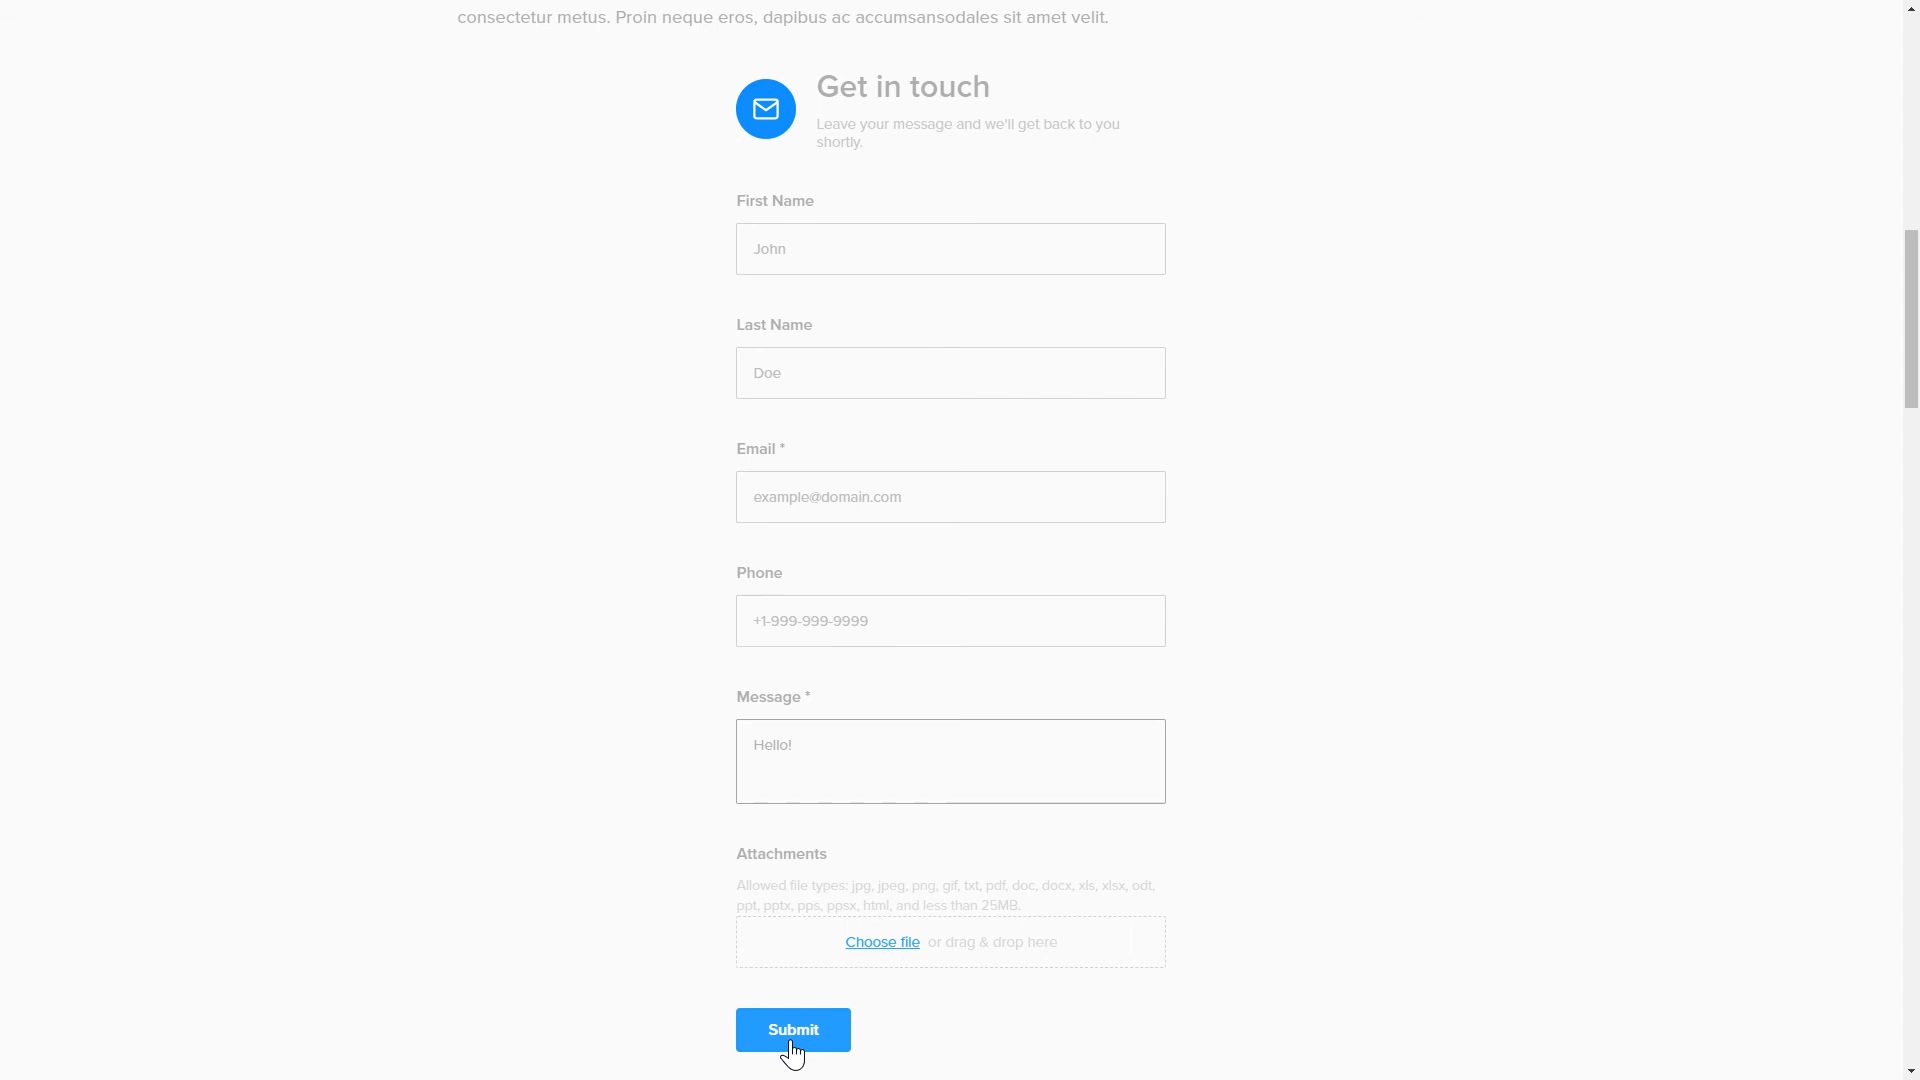 consectetur metus. Proin neque eros, dapibus ac accumsansodales sit amet velit.
Get in touch
Leave your message and we'll get back to you
shortly.
First Name
John
Last Name
Doe
Email *
example@domain.com
Phone
+1-999-999-9999
Message *
Hello!
Attachments
Allowed file types: jpg, jpeg, png, gif, txt, pdf, doc, docx, xls, xlsx, odt,
ppt, pptx, pps, ppsx, html, and less than 25MB.
Choose file or drag & drop here
Submit